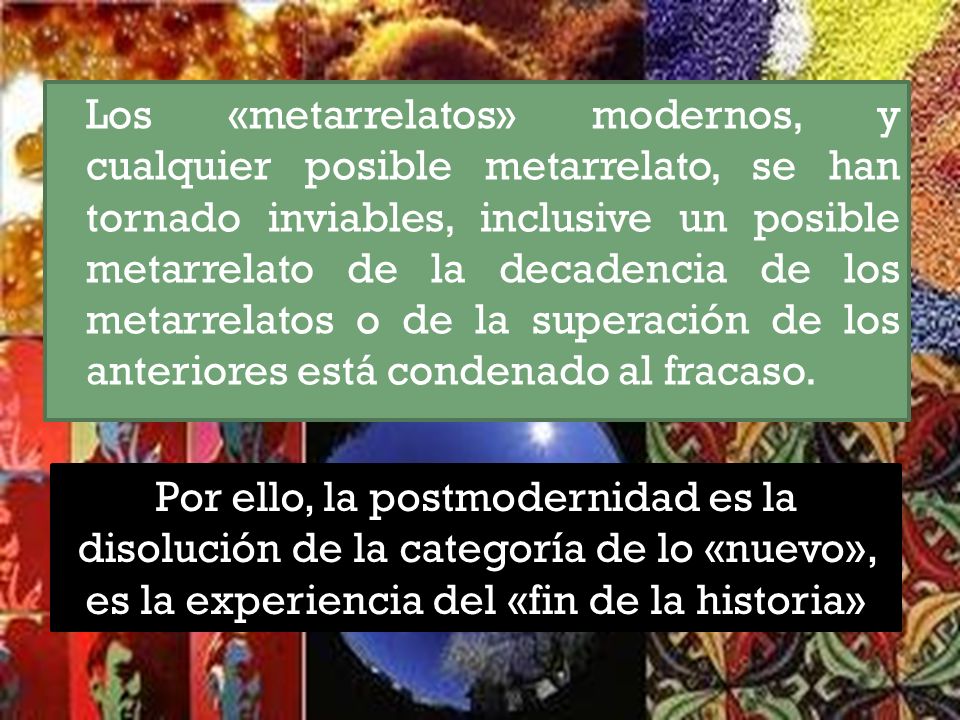 Los «metarrelatos» modernos, y
cualquier posible metarrelato, se han
tornado inviables, inclusive un posible
metarrelato de la decadencia de los
metarrelatos o de la superación de los
anteriores está condenado al fracaso.
Por ello, la postmodernidad es la
disolución de la categoría de lo «nuevo»,
es la experiencia del «fin de la historia»